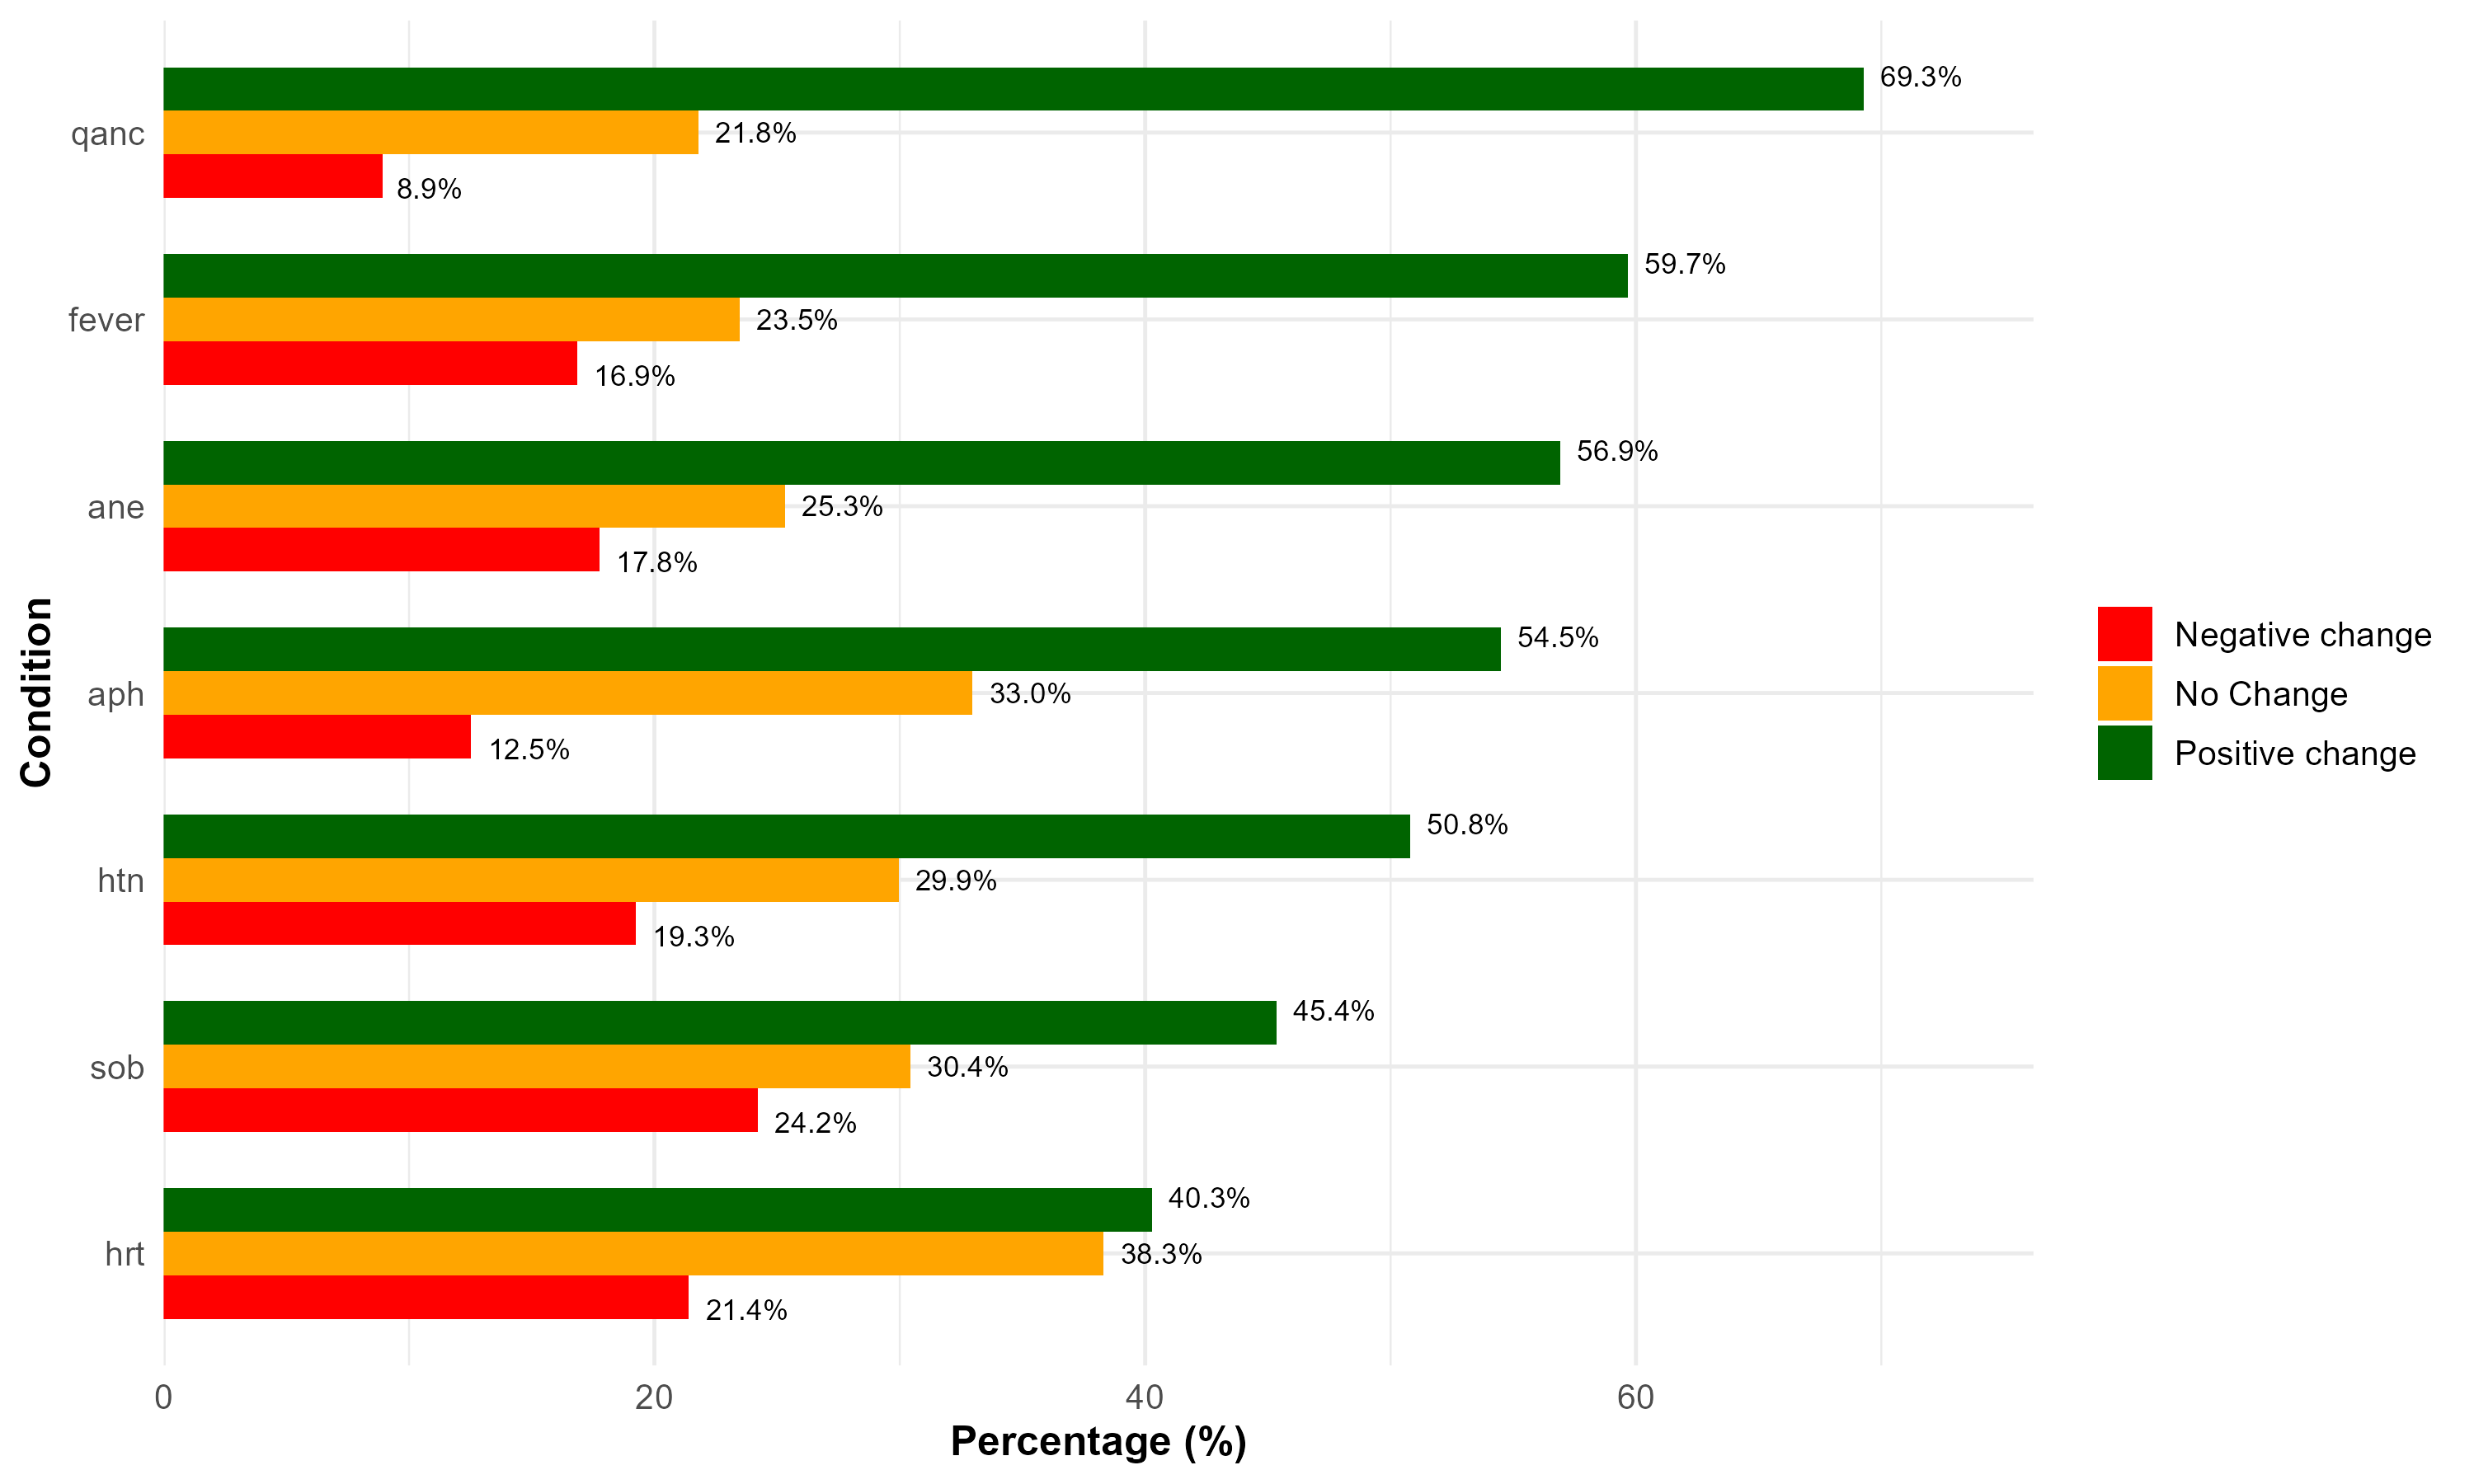 69.3%
qanc
21.8%
8.9%
59.7%
fever
23.5%
16.9%
56.9%
ane
25.3%
17.8%
54.5%
aph
33.0%
12.5%
50.8%
htn
29.9%
19.3%
45.4%
sob
30.4%
24.2%
40.3%
hrt
38.3%
21.4%
Condition
0 20 40 60
Percentage (%)
Negative change
No Change
Positive change